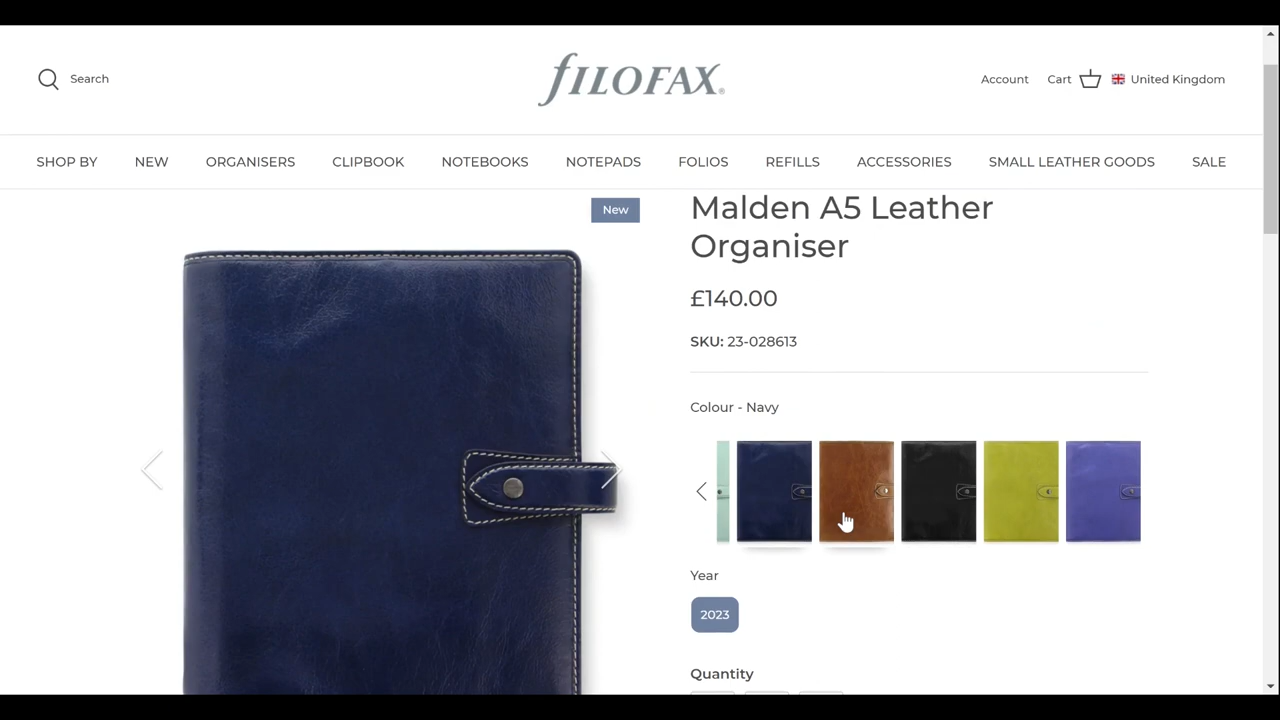 Search
fILOFAX®
Account Cart United Kingdom
SHOP BY NEW ORGANISERS CLIPBOOK NOTEBOOKS NOTEPADS FOLIOS REFILLS ACCESSORIES SMALL LEATHER GOODS SALE
New
Malden A5 Leather
Organiser
£140.00
SKU: 23-028613
Colour - Navy
Year
2023
Quantity